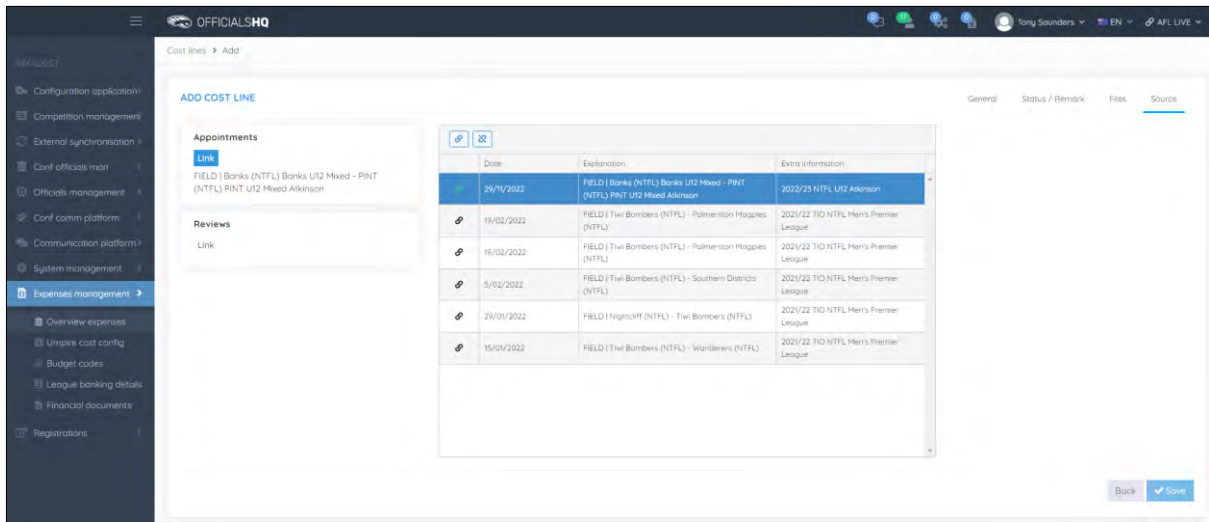 OFFICIALSHQ
Tony Saunders
EN
AFL LIVE
Cost lines > Add
Configuration application
Competition management
External synchronisation
Conf officials man
Officials management
Conf comm platform
Communication platform
System management
Expenses management
Overview expenses
Umpire cost config
Budget codes
League banking details
Financial documents
Registrations
ADD COST LINE
General
Status / Remark
Files
Source
Appointments
Link
FIELD | Banks (NTFL) Banks U12 Mixed - PINT
(NTFL) PINT U12 Mixed Atkinson
Reviews
Link
Date
Explanation
Extra information
29/11/2022
FIELD | Banks (NTFL) Banks U12 Mixed - PINT
(NTFL) PINT U12 Mixed Atkinson
2022/23 NTFL U12 Atkinson
19/02/2022
FIELD | Tiwi Bombers (NTFL) - Palmerston Magpies
(NTFL)
2021/22 TIO NTFL Men's Premier
League
19/02/2022
FIELD | Tiwi Bombers (NTFL) - Palmerston Magpies
(NTFL)
2021/22 TIO NTFL Men's Premier
League
5/02/2022
FIELD | Tiwi Bombers (NTFL) - Southern Districts
(NTFL)
2021/22 TIO NTFL Men's Premier
League
29/01/2022
FIELD | Nightcliff (NTFL) - Tiwi Bombers (NTFL)
2021/22 TIO NTFL Men's Premier
League
15/01/2022
FIELD | Tiwi Bombers (NTFL) - Wanderers (NTFL)
2021/22 TIO NTFL Men's Premier
League
Back
Save